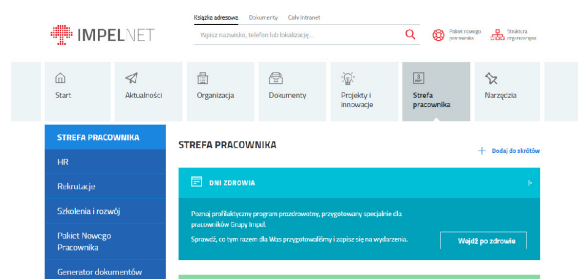 IMPELNET
Książka adresowa Dokumenty Cały Intranet
Wpisz nazwisko, telefon lub lokalizację...
Pakiet nowego
pracownika
Struktura
organizacyjna
Start
Aktualności
Organizacja
Dokumenty
Projekty i
innowacje
Strefa
pracownika
Narzędzia
STREFA PRACOWNIKA
HR
Rekrutacje
Szkolenia i rozwój
Pakiet Nowego
Pracownika
Generator dokumentów
STREFA PRACOWNIKA
Dodaj do skrótów
DNI ZDROWIA
Poznaj profilaktyczny program prozdrowotny, przygotowany specjalnie dla
pracowników Grupy Impel.
Sprawdź, co tym razem dla Was przygotowaliśmy i zapisz się na wydarzenia.
Wejdź po zdrowie